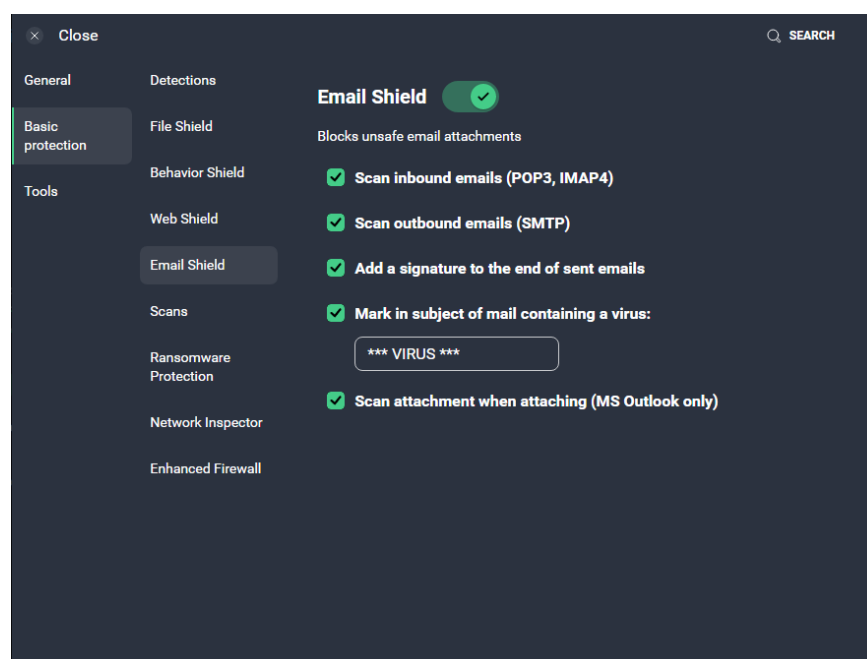 Close
SEARCH
General
Basic
protection
Tools
Detections
File Shield
Behavior Shield
Web Shield
Email Shield
Scans
Ransomware
Protection
Network Inspector
Enhanced Firewall
Email Shield
Blocks unsafe email attachments
Scan inbound emails (POP3, IMAP4)
Scan outbound emails (SMTP)
Add a signature to the end of sent emails
Mark in subject of mail containing a virus:
*** VIRUS ***
Scan attachment when attaching (MS Outlook only)